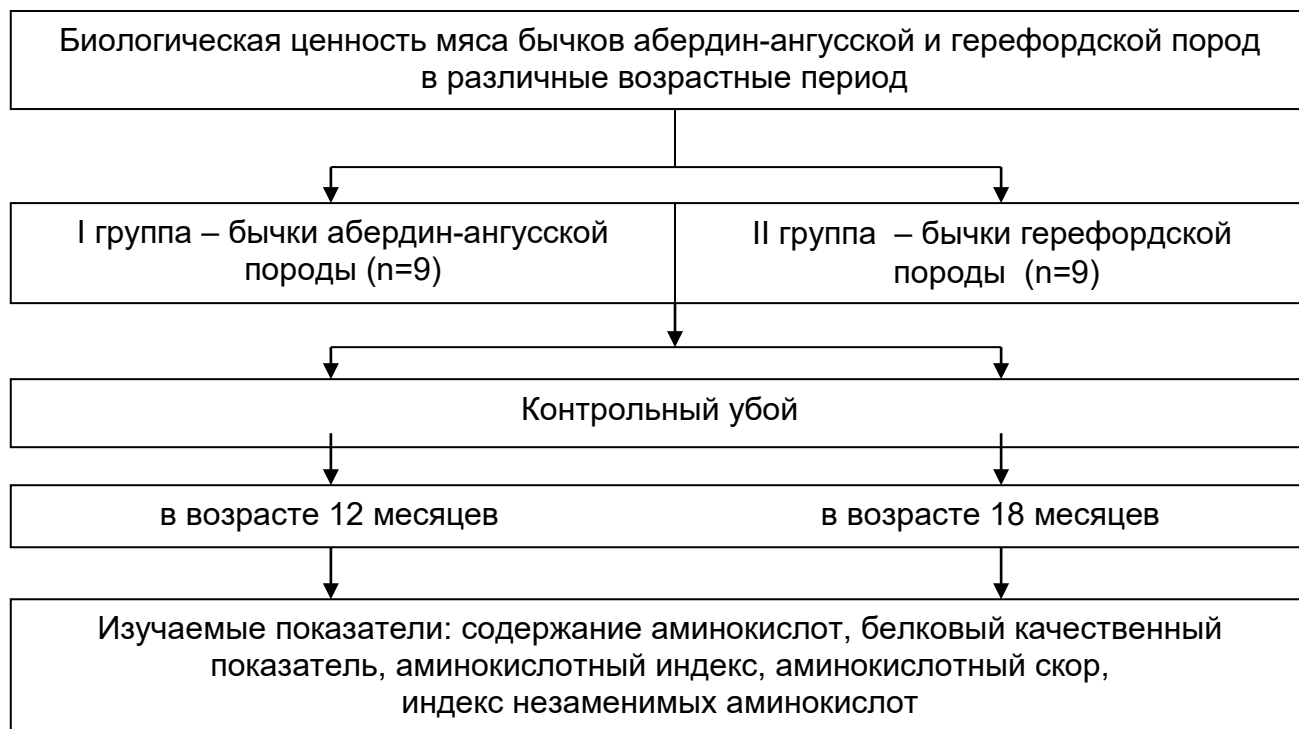 Биологическая ценность мяса бычков абердин-ангусской и герефордской пород
в различные возрастные период
I группа – бычки абердин-ангусской
породы (n=9)
II группа – бычки герефордской
породы (n=9)
Контрольный убой
в возрасте 12 месяцев
в возрасте 18 месяцев
Изучаемые показатели: содержание аминокислот, белковый качественный
показатель, аминокислотный индекс, аминокислотный скор,
индекс незаменимых аминокислот